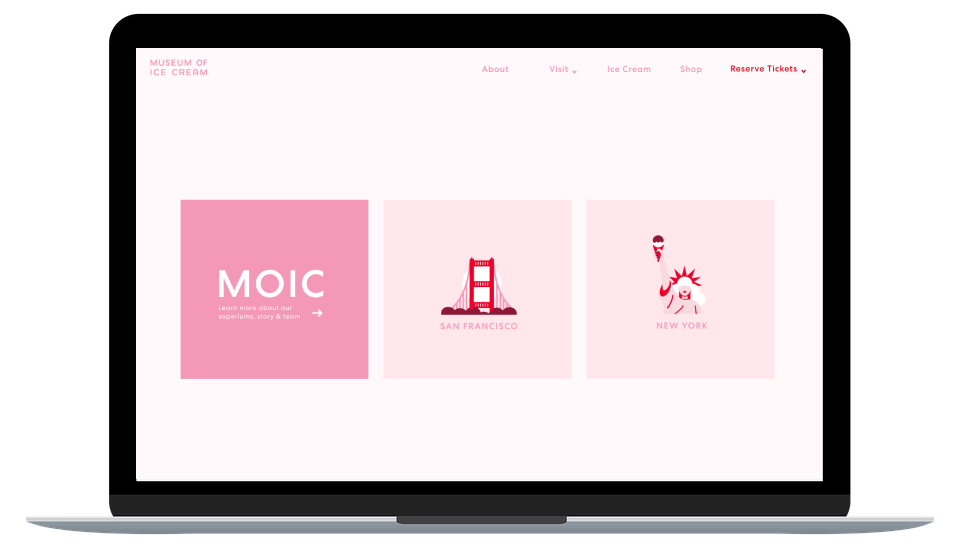 MUSEUM OF
ICE CREAM
About Visit Ice Cream Shop Reserve Tickets
MOIC
Learn more about our
experiums, story & team
SAN FRANCISCO
NEW YORK